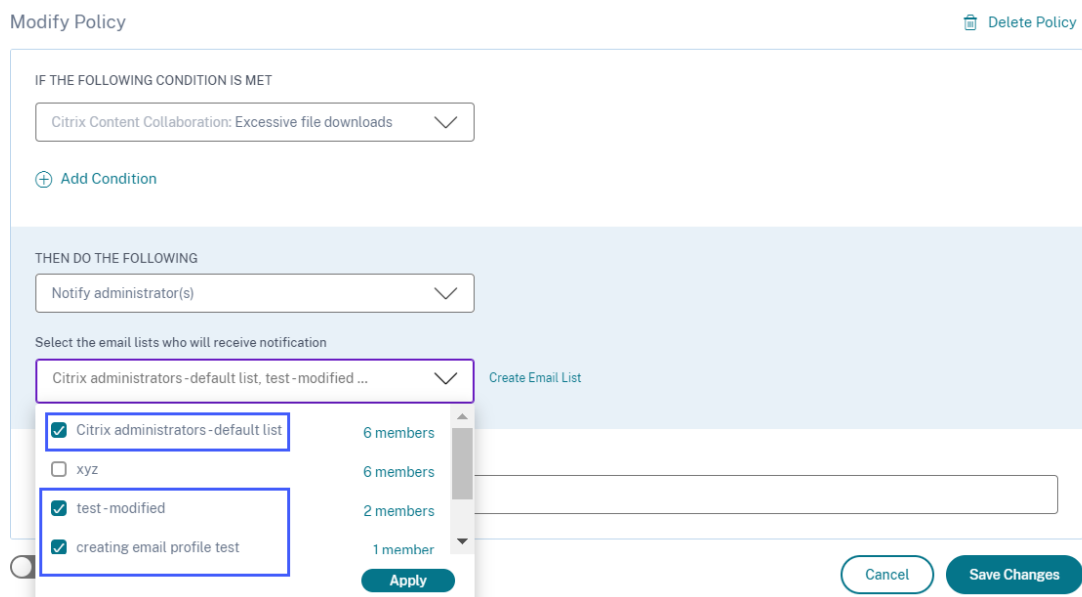 Modify Policy
Delete Policy
IF THE FOLLOWING CONDITION IS MET
Citrix Content Collaboration: Excessive file downloads
Add Condition
THEN DO THE FOLLOWING
Notify administrator(s)
Select the email lists who will receive notification
Citrix administrators - default list, test - modified ...
Create Email List
Citrix administrators - default list
6 members
xyz
6 members
test - modified
2 members
creating email profile test
1 member
Apply
Cancel
Save Changes